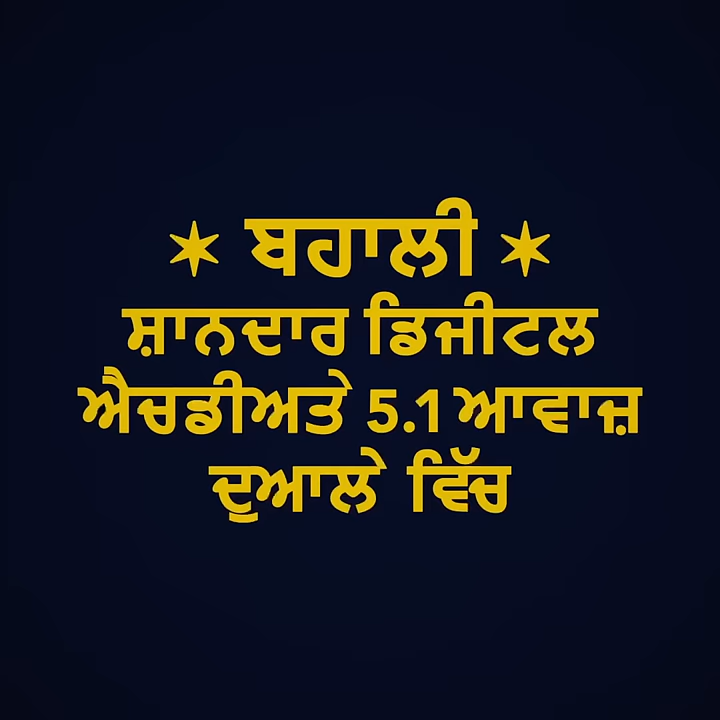 ✶ ਬਹਾਲੀ ✶
ਸ਼ਾਨਦਾਰ ਡਿਜੀਟਲ
ਐਚਡੀਅਤੇ 5.1 ਆਵਾਜ਼
ਦੁਆਲੇ ਵਿੱਚ